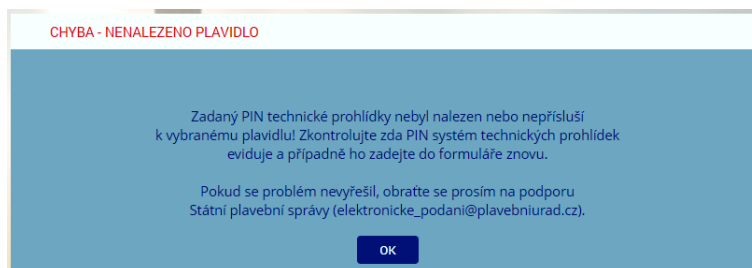 CHYBA - NENALEZENO PLAVIDLO
Zadaný PIN technické prohlídky nebyl nalezen nebo nepřísluší
k vybranému plavidlu! Zkontrolujte zda PIN systém technických prohlídek
eviduje a případně ho zadejte do formuláře znovu.
Pokud se problém nevyřešil, obraťte se prosím na podporu
Státní plavební správy (elektronicke_podani@plavebniurad.cz).
OK